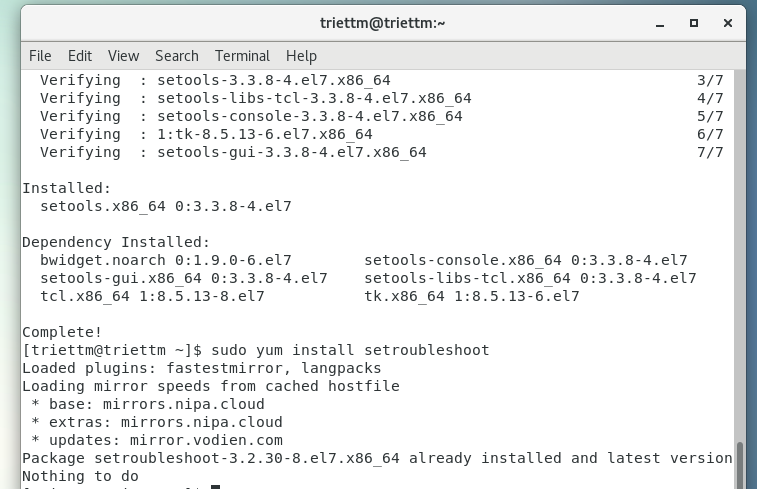 triettm@triettm:~
File Edit View Search Terminal Help
Verifying : setools-3.3.8-4.el7.x86_64 3/7
Verifying : setools-libs-tcl-3.3.8-4.el7.x86_64 4/7
Verifying : setools-console-3.3.8-4.el7.x86_64 5/7
Verifying : 1:tk-8.5.13-6.el7.x86_64 6/7
Verifying : setools-gui-3.3.8-4.el7.x86_64 7/7
Installed:
setools.x86_64 0:3.3.8-4.el7
Dependency Installed:
bwidget.noarch 0:1.9.0-6.el7 setools-console.x86_64 0:3.3.8-4.el7
setools-gui.x86_64 0:3.3.8-4.el7 setools-libs-tcl.x86_64 0:3.3.8-4.el7
tcl.x86_64 1:8.5.13-8.el7 tk.x86_64 1:8.5.13-6.el7
Complete!
[triettm@triettm ~]$ sudo yum install setroubleshoot
Loaded plugins: fastestmirror, langpacks
Loading mirror speeds from cached hostfile
* base: mirrors.nipa.cloud
* extras: mirrors.nipa.cloud
* updates: mirror.vodien.com
Package setroubleshoot-3.2.30-8.el7.x86_64 already installed and latest version
Nothing to do